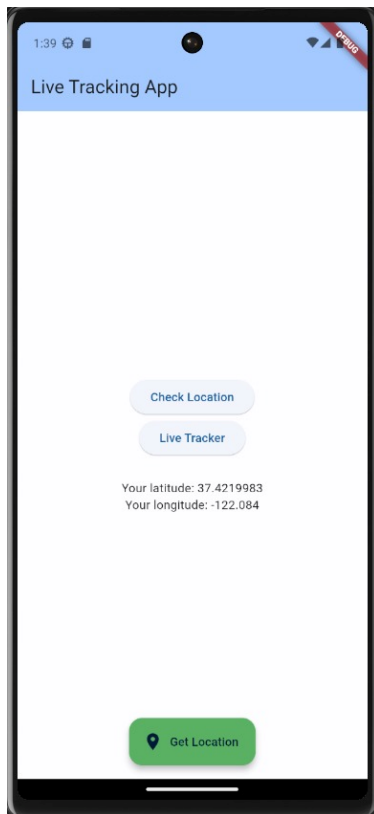 1:39
DEBUG
Live Tracking App
Check Location
Live Tracker
Your latitude: 37.4219983
Your longitude: -122.084
Get Location